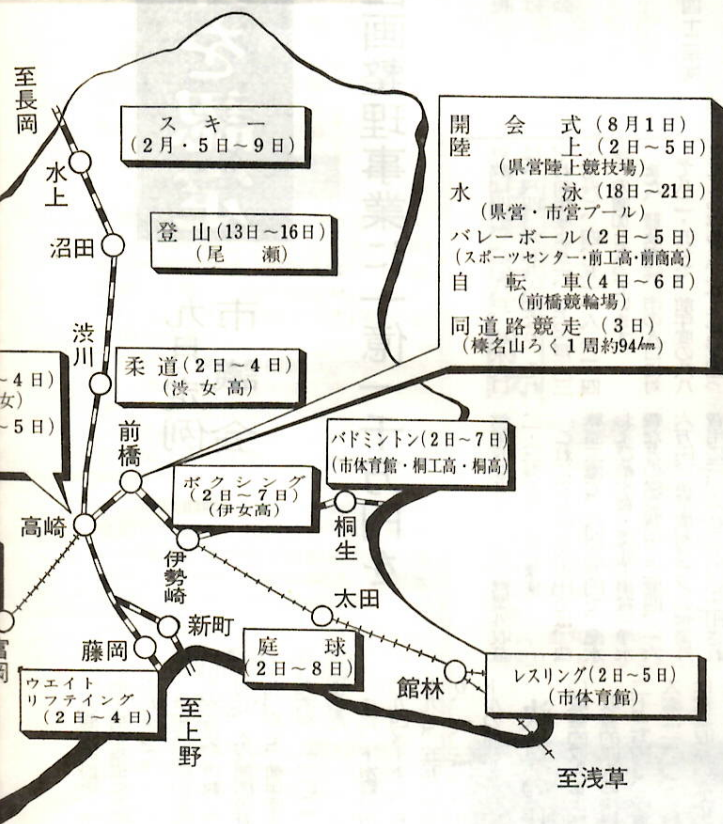 至長岡
スキー
(2月・5日～9日)
水上
登山(13日～16日)
(尾瀬)
沼田
渋川
柔道(2日～4日)
(渋女高)
～4日)
女)
～5日)
開会式(8月1日)
陸上(2日～5日)
(県営陸上競技場)
水泳(18日～21日)
(県営・市営プール)
バレーボール(2日～5日)
(スポーツセンター・前工高・前商高)
自転車(4日～6日)
(前橋競輪場)
同道路競走(3日)
(榛名山ろく1周約94km)
前橋
バドミントン(2日～7日)
(市体育館・桐工高・桐高)
ボクシング
(2日～7日)
(伊女高)
高崎
桐生
伊勢崎
太田
新町
藤岡
庭球
(2日～8日)
富岡
館林
レスリング(2日～5日)
(市体育館)
ウエイト
リフテイング
(2日～4日)
至上野
至浅草